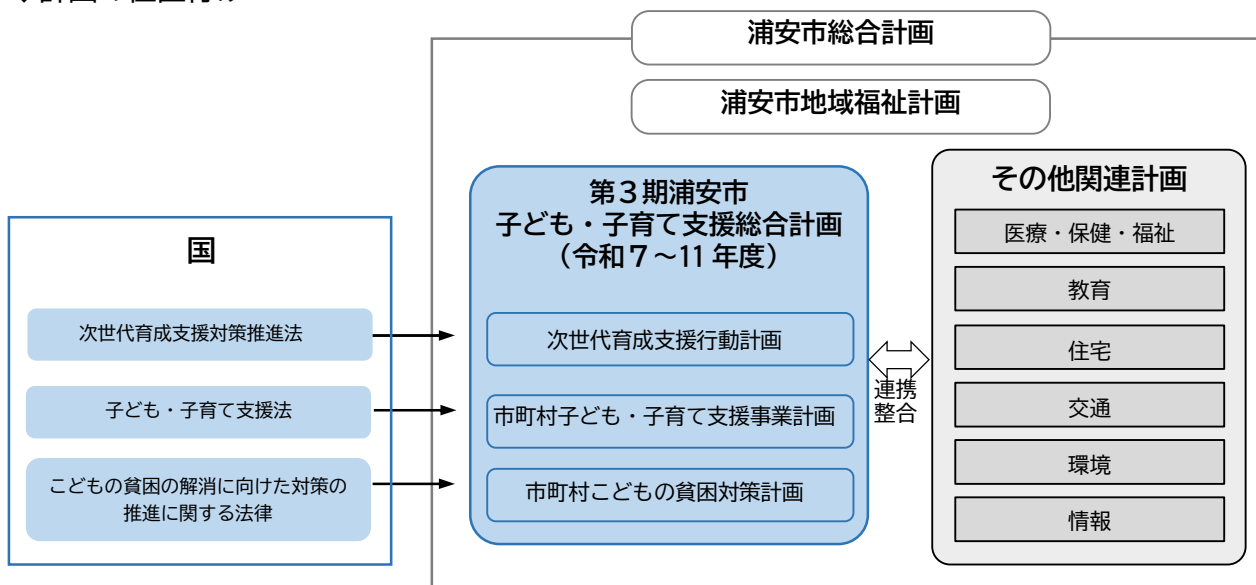 浦安市総合計画
浦安市地域福祉計画
国
次世代育成支援対策推進法
子ども・子育て支援法
こどもの貧困の解消に向けた対策の
推進に関する法律
第3期浦安市
子ども・子育て支援総合計画
(令和7~11年度)
次世代育成支援行動計画
市町村子ども・子育て支援事業計画
市町村こどもの貧困対策計画
連携
整合
その他関連計画
医療・保健・福祉
教育
住宅
交通
環境
情報